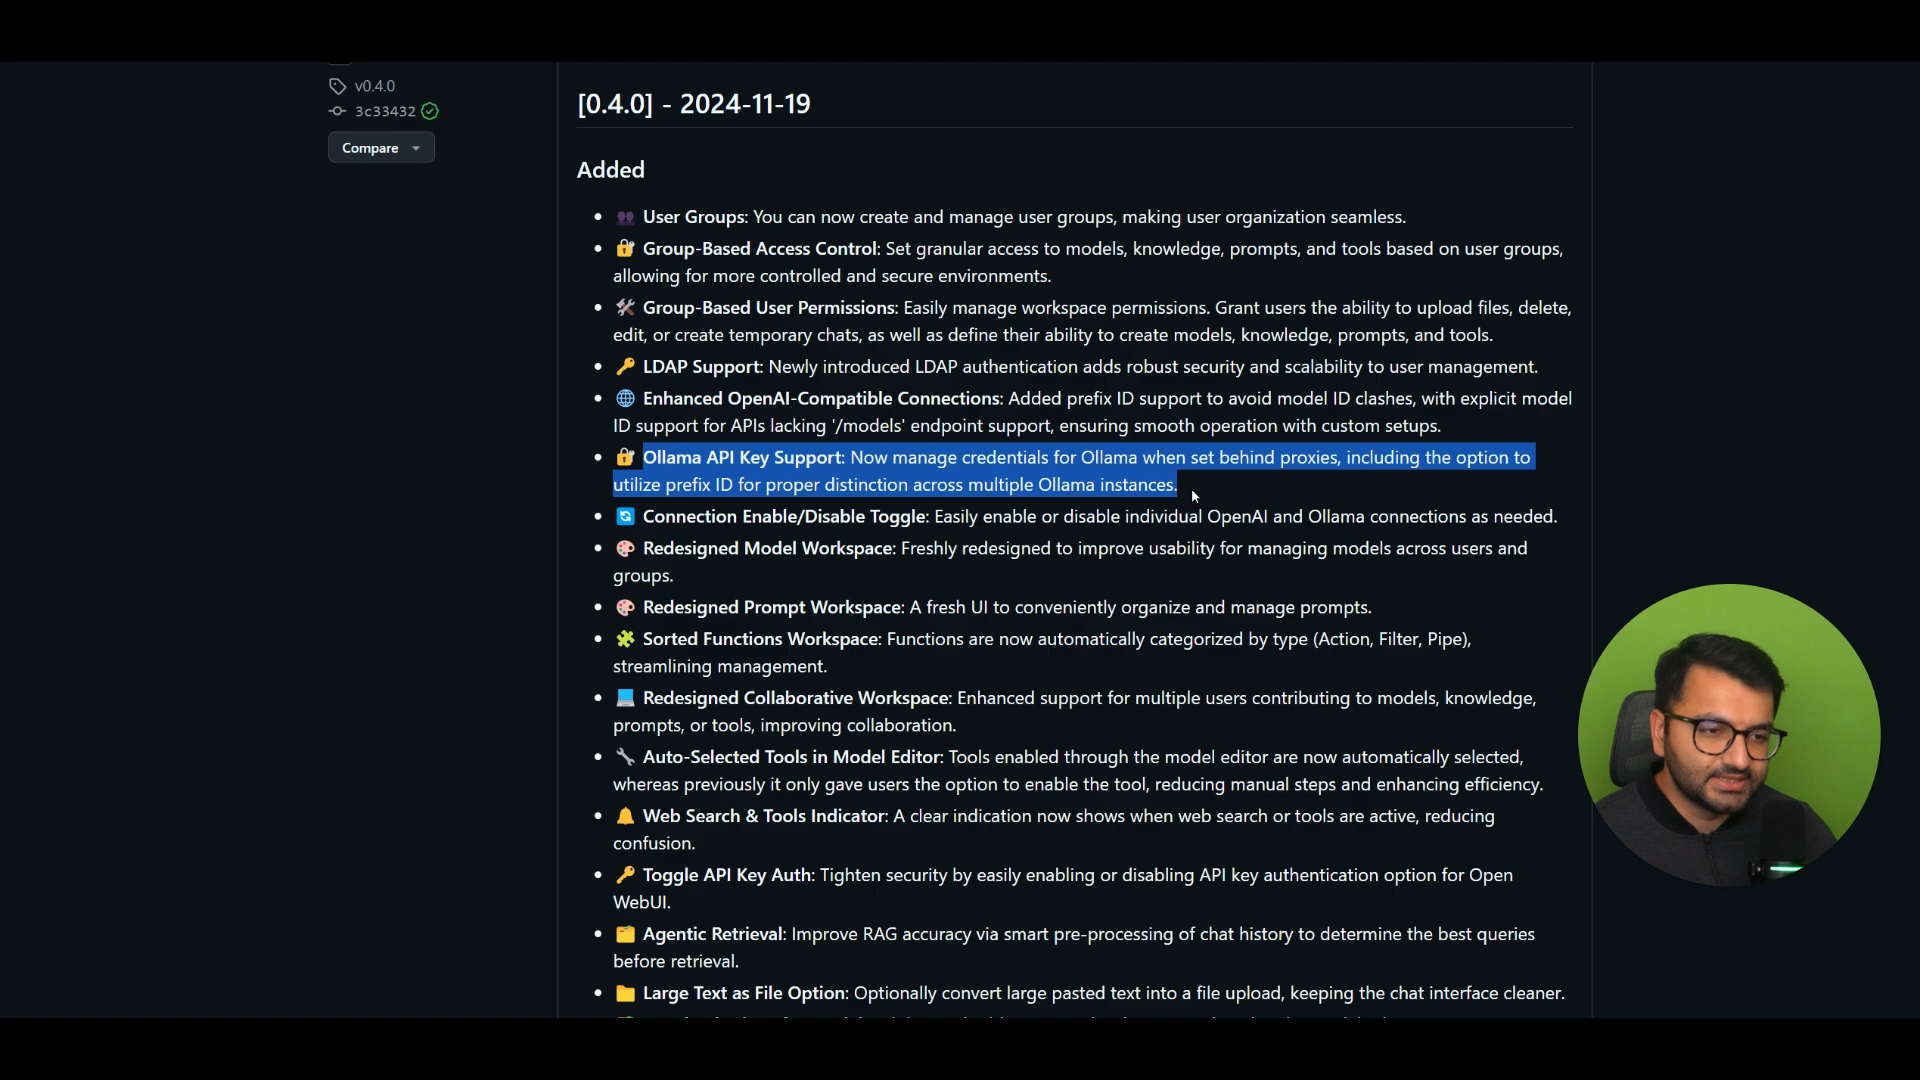 v0.4.0
3c33432
Compare
[0.4.0] - 2024-11-19
Added
User Groups: You can now create and manage user groups, making user organization seamless.
Group-Based Access Control: Set granular access to models, knowledge, prompts, and tools based on user groups,
allowing for more controlled and secure environments.
Group-Based User Permissions: Easily manage workspace permissions. Grant users the ability to upload files, delete,
edit, or create temporary chats, as well as define their ability to create models, knowledge, prompts, and tools.
LDAP Support: Newly introduced LDAP authentication adds robust security and scalability to user management.
Enhanced OpenAI-Compatible Connections: Added prefix ID support to avoid model ID clashes, with explicit model
ID support for APIs lacking '/models' endpoint support, ensuring smooth operation with custom setups.
Ollama API Key Support: Now manage credentials for Ollama when set behind proxies, including the option to
utilize prefix ID for proper distinction across multiple Ollama instances.
Connection Enable/Disable Toggle: Easily enable or disable individual OpenAI and Ollama connections as needed.
Redesigned Model Workspace: Freshly redesigned to improve usability for managing models across users and
groups.
Redesigned Prompt Workspace: A fresh UI to conveniently organize and manage prompts.
Sorted Functions Workspace: Functions are now automatically categorized by type (Action, Filter, Pipe),
streamlining management.
Redesigned Collaborative Workspace: Enhanced support for multiple users contributing to models, knowledge,
prompts, or tools, improving collaboration.
Auto-Selected Tools in Model Editor: Tools enabled through the model editor are now automatically selected,
whereas previously it only gave users the option to enable the tool, reducing manual steps and enhancing efficiency.
Web Search & Tools Indicator: A clear indication now shows when web search or tools are active, reducing
confusion.
Toggle API Key Auth: Tighten security by easily enabling or disabling API key authentication option for Open
WebUI.
Agentic Retrieval: Improve RAG accuracy via smart pre-processing of chat history to determine the best queries
before retrieval.
Large Text as File Option: Optionally convert large pasted text into a file upload, keeping the chat interface cleaner.